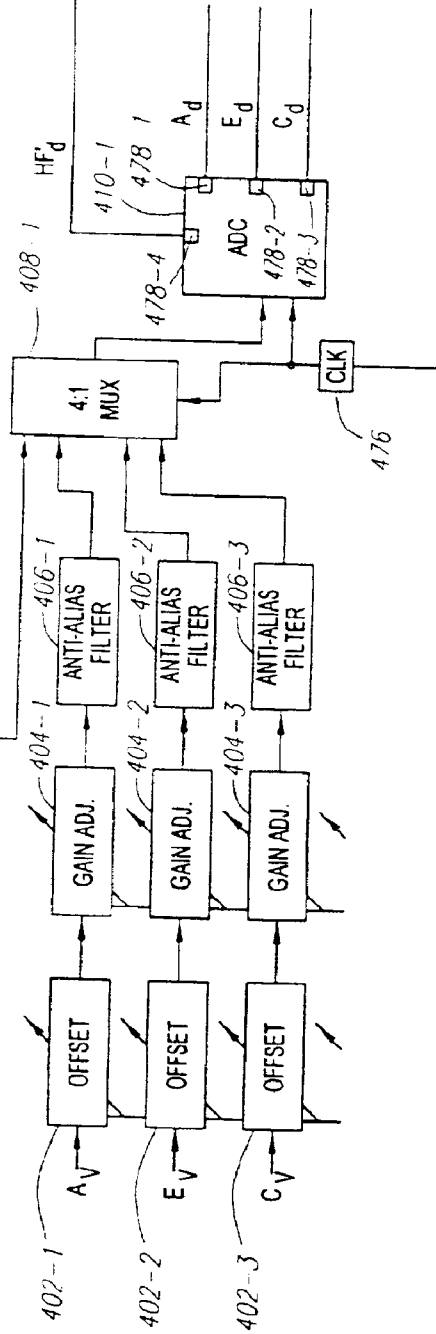 HF'd
408-1
410-1
478-1
Ad
4:1
MUX
478-4
ADC
478-2
Ed
478-3
Cd
CLK
476
404-1
406-1
402-1
AV
OFFSET
GAIN ADJ.
ANTI-ALIAS
FILTER
404-2
406-2
402-2
EV
OFFSET
GAIN ADJ.
ANTI-ALIAS
FILTER
404-3
406-3
402-3
CV
OFFSET
GAIN ADJ.
ANTI-ALIAS
FILTER